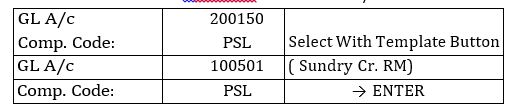 GL A/c 200150
Comp. Code: PSL Select With Template Button
GL A/c 100501 ( Sundry Cr. RM)
Comp. Code: PSL → ENTER